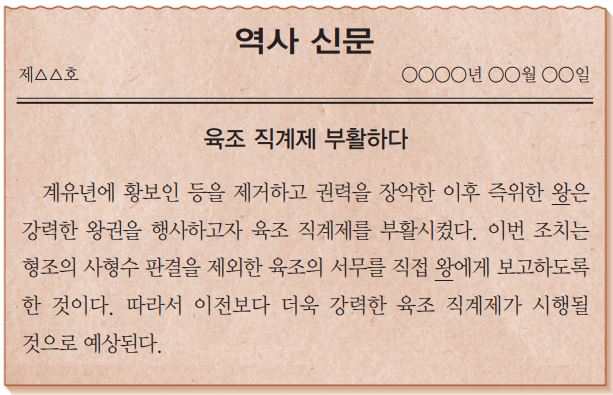 역사 신문
제△△호 ○○○○년 ○○월 ○○일
육조 직계제 부활하다
계유년에 황보인 등을 제거하고 권력을 장악한 이후 즉위한 왕은
강력한 왕권을 행사하고자 육조 직계제를 부활시켰다. 이번 조치는
형조의 사형수 판결을 제외한 육조의 서무를 직접 왕에게 보고하도록
한 것이다. 따라서 이전보다 더욱 강력한 육조 직계제가 시행될
것으로 예상된다.